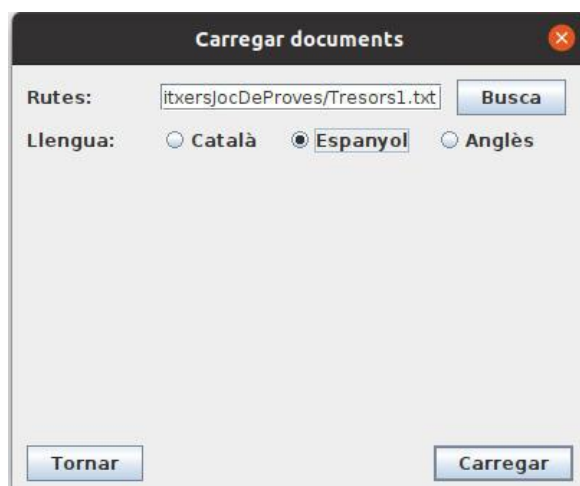 Carregar documents
Rutes: itxersJocDeProves/Tresors1.txt Busca
Llengua: Català Espanyol Anglès
Tornar Carregar